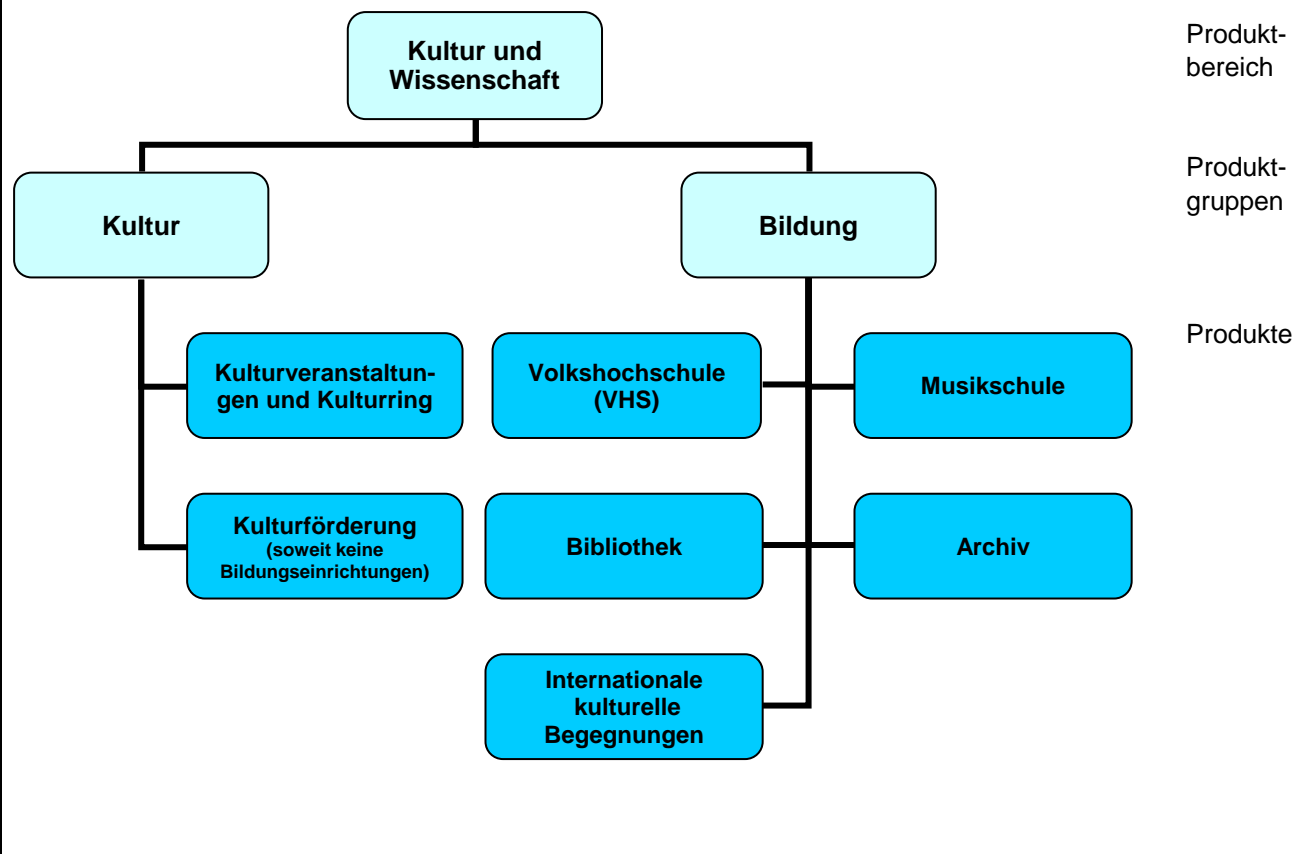 Kultur und
Wissenschaft
Produkt-
bereich
Kultur
Bildung
Produkt-
gruppen
Kulturveranstaltun-
gen und Kulturring
Volkshochschule
(VHS)
Musikschule
Produkte
Kulturförderung
(soweit keine
Bildungseinrichtungen)
Bibliothek
Archiv
Internationale
kulturelle
Begegnungen